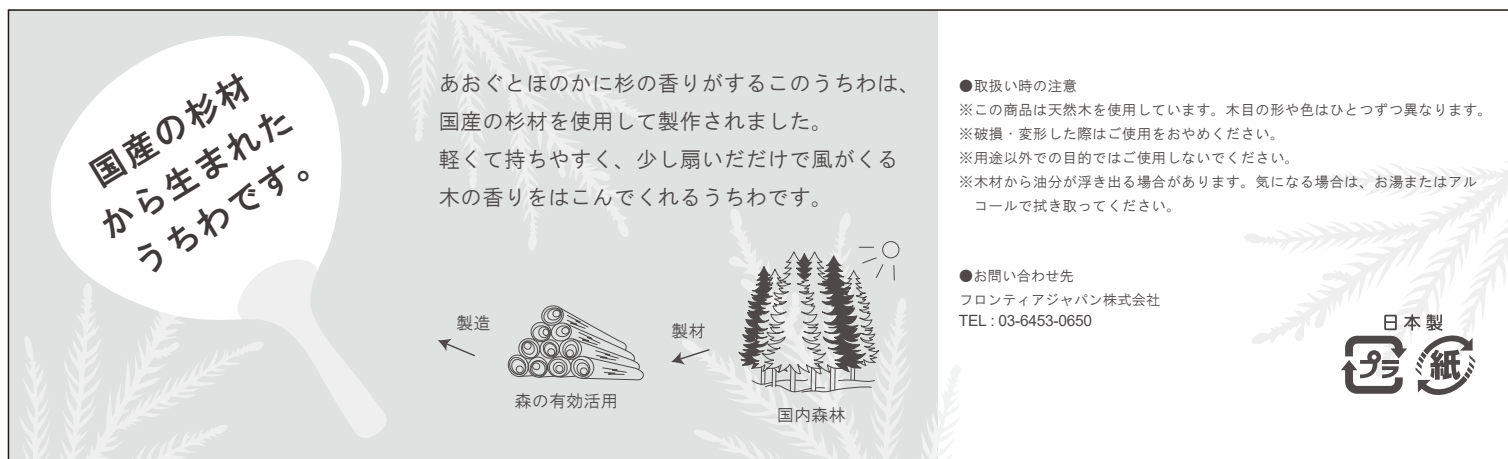 国産の杉材
から生まれた
うちわです。
あおぐとほのかに杉の香りがするこのうちわは、
国産の杉材を使用して製作されました。
軽くて持ちやすく、少し扇いだだけで風がくる
木の香りをはこんでくれるうちわです。
製造
製材
森の有効活用
国内森林
●取扱い時の注意
※この商品は天然木を使用しています。木目の形や色はひとつずつ異なります。
※破損・変形した際はご使用をおやめください。
※用途以外での目的ではご使用しないでください。
※木材から油分が浮き出る場合があります。気になる場合は、お湯またはアル
コールで拭き取ってください。
●お問い合わせ先
フロンティアジャパン株式会社
TEL : 03-6453-0650
日本製
プラ 紙